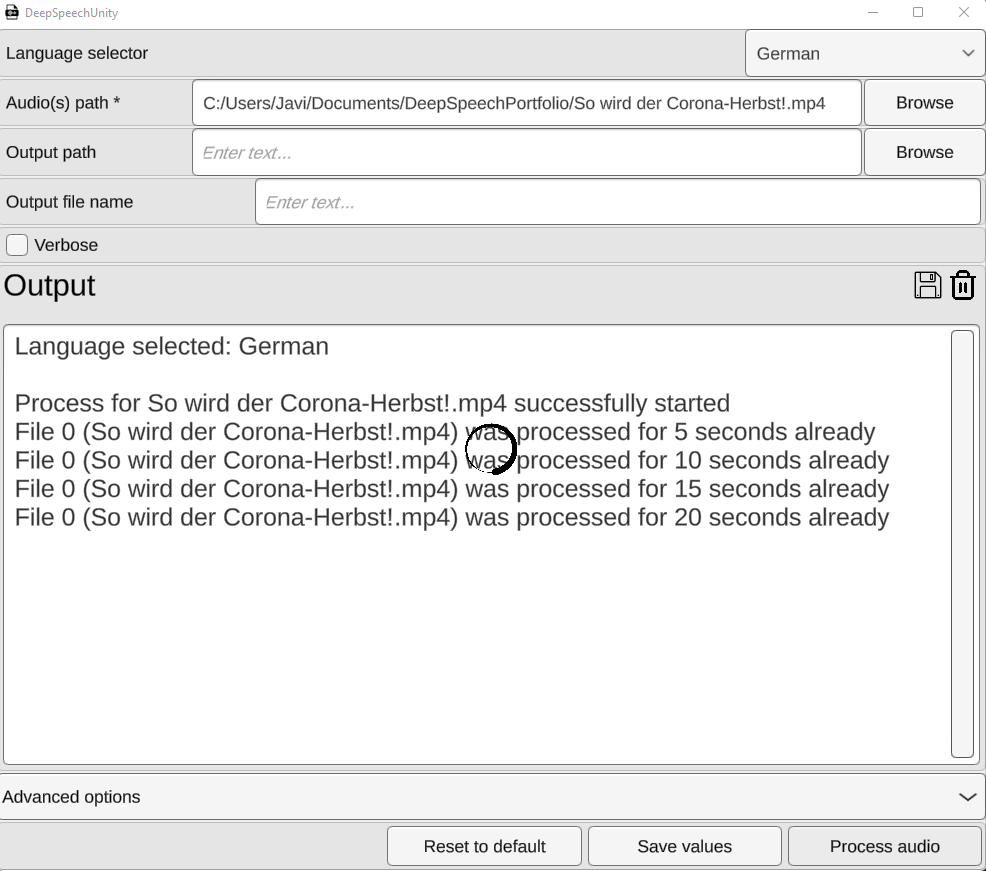 DeepSpeechUnity
Language selector
German
Audio(s) path *
C:/Users/Javi/Documents/DeepSpeechPortfolio/So wird der Corona-Herbst!.mp4
Browse
Output path
Enter text...
Browse
Output file name
Enter text...
Verbose
Output
Language selected: German
Process for So wird der Corona-Herbst!.mp4 successfully started
File 0 (So wird der Corona-Herbst!.mp4) was processed for 5 seconds already
File 0 (So wird der Corona-Herbst!.mp4) was processed for 10 seconds already
File 0 (So wird der Corona-Herbst!.mp4) was processed for 15 seconds already
File 0 (So wird der Corona-Herbst!.mp4) was processed for 20 seconds already
Advanced options
Reset to default
Save values
Process audio